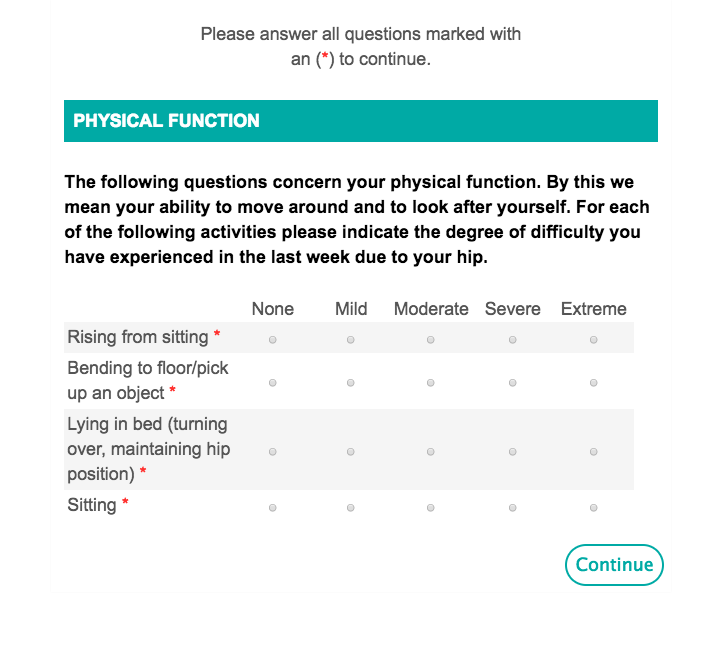 Please answer all questions marked with
an (*) to continue.
PHYSICAL FUNCTION
The following questions concern your physical function. By this we
mean your ability to move around and to look after yourself. For each
of the following activities please indicate the degree of difficulty you
have experienced in the last week due to your hip.
None Mild Moderate Severe Extreme
Rising from sitting *
Bending to floor/pick
up an object *
Lying in bed (turning
over, maintaining hip
position) *
Sitting *
Continue